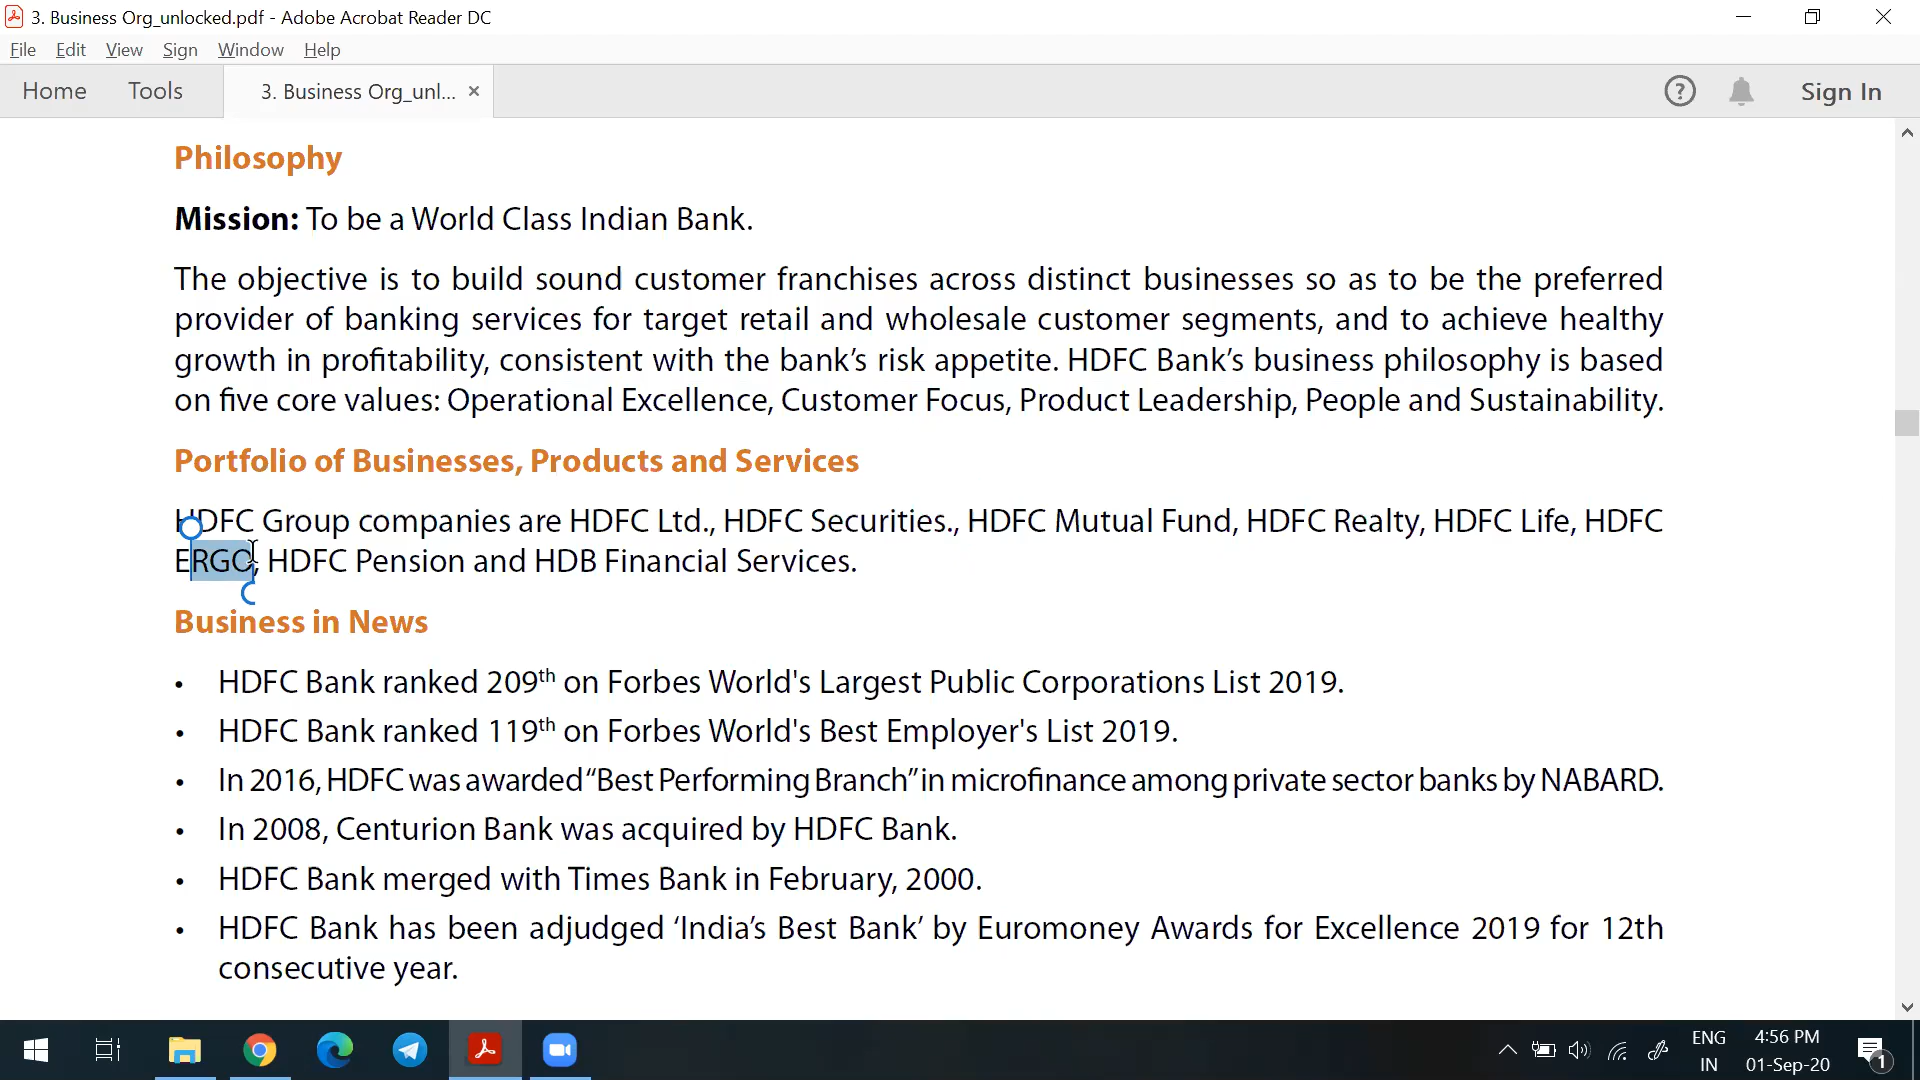 3. Business Org_unlocked.pdf - Adobe Acrobat Reader DC
File Edit View Sign Window Help
Home Tools 3. Business Org_unl... × ? Sign In
Philosophy
Mission: To be a World Class Indian Bank.
The objective is to build sound customer franchises across distinct businesses so as to be the preferred
provider of banking services for target retail and wholesale customer segments, and to achieve healthy
growth in profitability, consistent with the bank's risk appetite. HDFC Bank's business philosophy is based
on five core values: Operational Excellence, Customer Focus, Product Leadership, People and Sustainability.
Portfolio of Businesses, Products and Services
HDFC Group companies are HDFC Ltd., HDFC Securities., HDFC Mutual Fund, HDFC Realty, HDFC Life, HDFC
ERGO, HDFC Pension and HDB Financial Services.
Business in News
• HDFC Bank ranked 209th on Forbes World's Largest Public Corporations List 2019.
• HDFC Bank ranked 119th on Forbes World's Best Employer's List 2019.
• In 2016, HDFC was awarded “Best Performing Branch” in microfinance among private sector banks by NABARD.
• In 2008, Centurion Bank was acquired by HDFC Bank.
• HDFC Bank merged with Times Bank in February, 2000.
• HDFC Bank has been adjudged ‘India’s Best Bank’ by Euromoney Awards for Excellence 2019 for 12th
consecutive year.
ENG 4:56 PM
IN 01-Sep-20 1